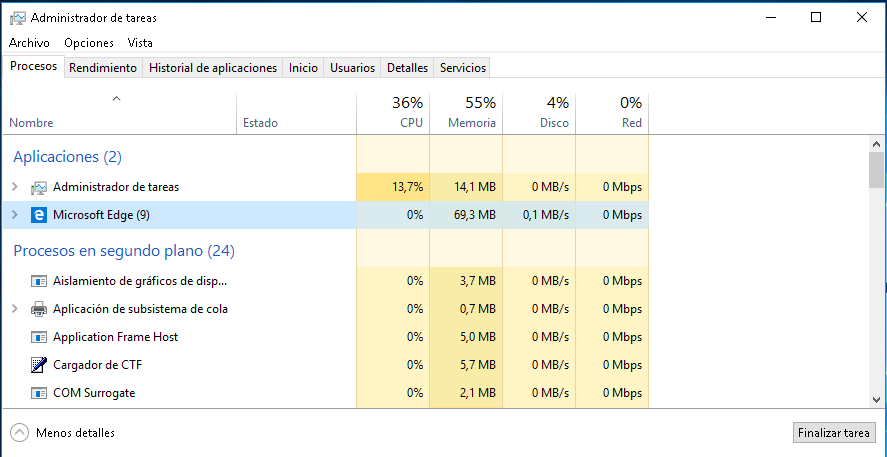 Administrador de tareas
Archivo Opciones Vista
Procesos Rendimiento Historial de aplicaciones Inicio Usuarios Detalles Servicios
36% 55% 4% 0%
Nombre Estado CPU Memoria Disco Red
Aplicaciones (2)
Administrador de tareas 13,7% 14,1 MB 0 MB/s 0 Mbps
Microsoft Edge (9) 0% 69,3 MB 0,1 MB/s 0 Mbps
Procesos en segundo plano (24)
Aislamiento de gráficos de disp... 0% 3,7 MB 0 MB/s 0 Mbps
Aplicación de subsistema de cola 0% 0,7 MB 0 MB/s 0 Mbps
Application Frame Host 0% 5,0 MB 0 MB/s 0 Mbps
Cargador de CTF 0% 5,7 MB 0 MB/s 0 Mbps
COM Surrogate 0% 2,1 MB 0 MB/s 0 Mbps
Menos detalles Finalizar tarea